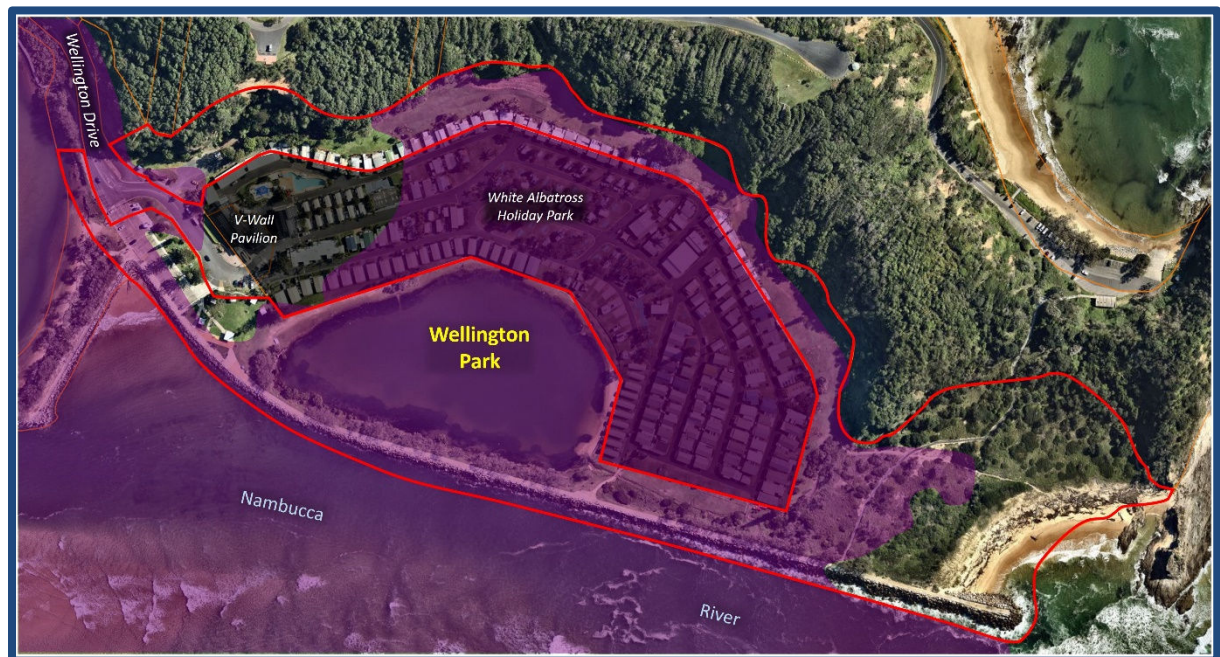 Wellington Drive
V-Wall
Pavilion
White Albatross
Holiday Park
Wellington
Park
Nambucca
River